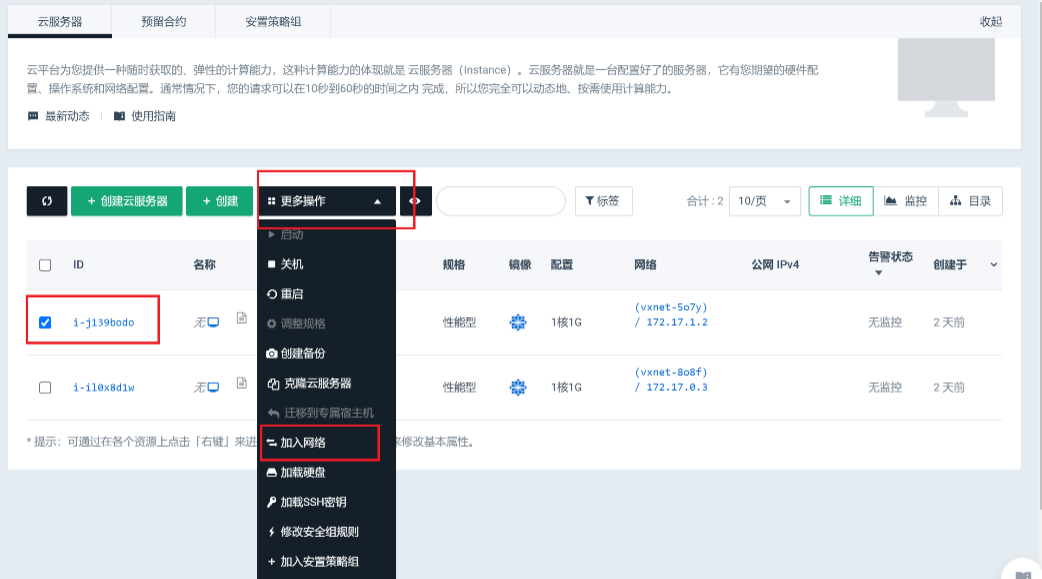 云服务器 预留合约 安置策略组 收起
云平台为您提供一种随时获取的、弹性的计算能力，这种计算能力的体现就是 云服务器（Instance）。云服务器就是一台配置好了的服务器，它有您期望的硬件配
置、操作系统和网络配置。通常情况下，您的请求可以在10秒到60秒的时间之内 完成，所以您完全可以动态地、按需使用计算能力。
最新动态 使用指南
+ 创建云服务器 + 创建 更多操作 标签 合计：2 10/页 详细 监控 目录
启动
ID 名称 规格 镜像 配置 网络 公网 IPv4 告警状态 创建于
关机
重启
i-j139bodo 无 性能型 1核1G (vxnet-5o7y) 无监控 2 天前
/ 172.17.1.2
调整规格
创建备份
i-il0x8d1w 无 性能型 1核1G (vxnet-8o8f) 无监控 2 天前
/ 172.17.0.3
克隆云服务器
迁移到专属宿主机
* 提示：可通过在各个资源上点击「右键」来进 来修改基本属性。
加入网络
加载硬盘
加载SSH密钥
修改安全组规则
+ 加入安置策略组